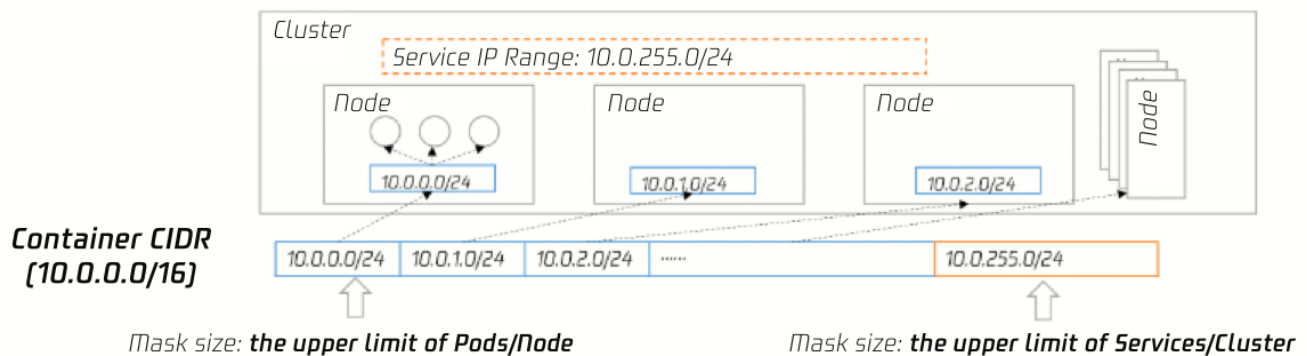 Cluster
Service IP Range: 10.0.255.0/24
Node
Node
Node
Node
10.0.0.0/24
10.0.1.0/24
10.0.2.0/24
Container CIDR
(10.0.0.0/16)
10.0.0.0/24
10.0.1.0/24
10.0.2.0/24
......
10.0.255.0/24
Mask size: the upper limit of Pods/Node
Mask size: the upper limit of Services/Cluster